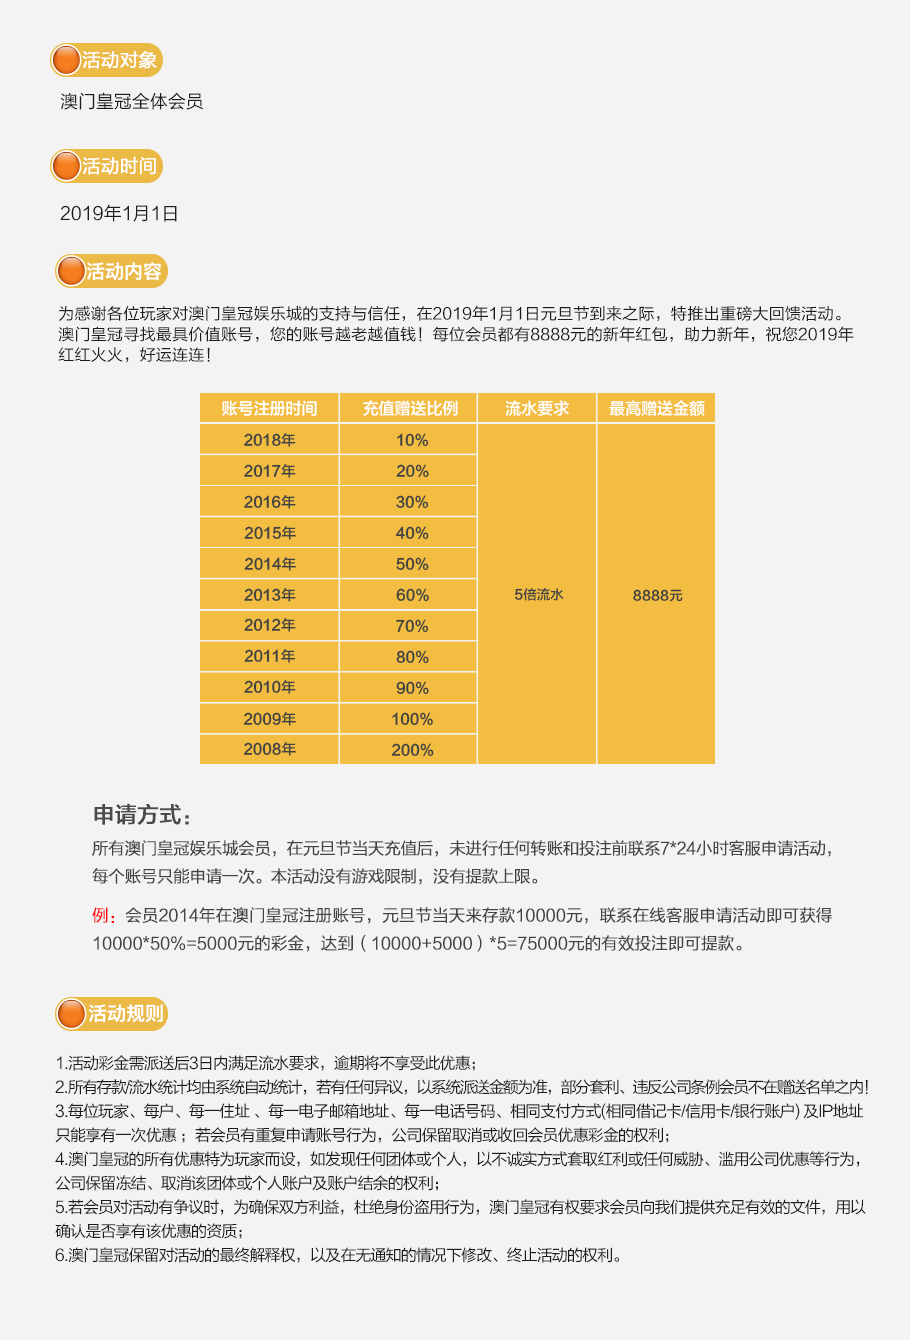 活动对象
澳门皇冠全体会员
活动时间
2019年1月1日
活动内容
为感谢各位玩家对澳门皇冠娱乐城的支持与信任，在2019年1月1日元旦节到来之际，特推出重磅大回馈活动。
澳门皇冠寻找最具价值账号，您的账号越老越值钱！每位会员都有8888元的新年红包，助力新年，祝您2019年
红红火火，好运连连！
账号注册时间 充值赠送比例 流水要求 最高赠送金额
2018年 10%
2017年 20%
2016年 30%
2015年 40%
2014年 50%
2013年 60% 5倍流水 8888元
2012年 70%
2011年 80%
2010年 90%
2009年 100%
2008年 200%
申请方式：
所有澳门皇冠娱乐城会员，在元旦节当天充值后，未进行任何转账和投注前联系7*24小时客服申请活动，
每个账号只能申请一次。本活动没有游戏限制，没有提款上限。
例：会员2014年在澳门皇冠注册账号，元旦节当天来存款10000元，联系在线客服申请活动即可获得
10000*50%=5000元的彩金，达到（10000+5000）*5=75000元的有效投注即可提款。
活动规则
1.活动彩金需派送后3日内满足流水要求，逾期将不享受此优惠；
2.所有存款/流水统计均由系统自动统计，若有任何异议，以系统派送金额为准，部分套利、违反公司条例会员不在赠送名单之内！
3.每位玩家、每户、每一住址 、每一电子邮箱地址、每一电话号码、相同支付方式(相同借记卡/信用卡/银行账户) 及IP地址
只能享有一次优惠 ；若会员有重复申请账号行为，公司保留取消或收回会员优惠彩金的权利；
4.澳门皇冠的所有优惠特为玩家而设，如发现任何团体或个人，以不诚实方式套取红利或任何威胁、滥用公司优惠等行为，
公司保留冻结、取消该团体或个人账户及账户结余的权利；
5.若会员对活动有争议时，为确保双方利益，杜绝身份盗用行为，澳门皇冠有权要求会员向我们提供充足有效的文件，用以
确认是否享有该优惠的资质；
6.澳门皇冠保留对活动的最终解释权，以及在无通知的情况下修改、终止活动的权利。